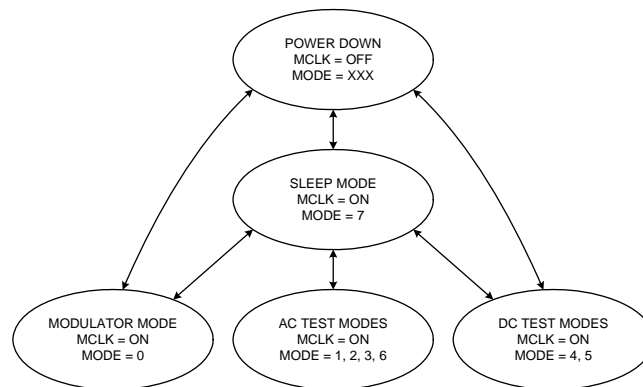 POWER DOWN
MCLK = OFF
MODE = XXX
SLEEP MODE
MCLK = ON
MODE = 7
MODULATOR MODE
MCLK = ON
MODE = 0
AC TEST MODES
MCLK = ON
MODE = 1, 2, 3, 6
DC TEST MODES
MCLK = ON
MODE = 4, 5